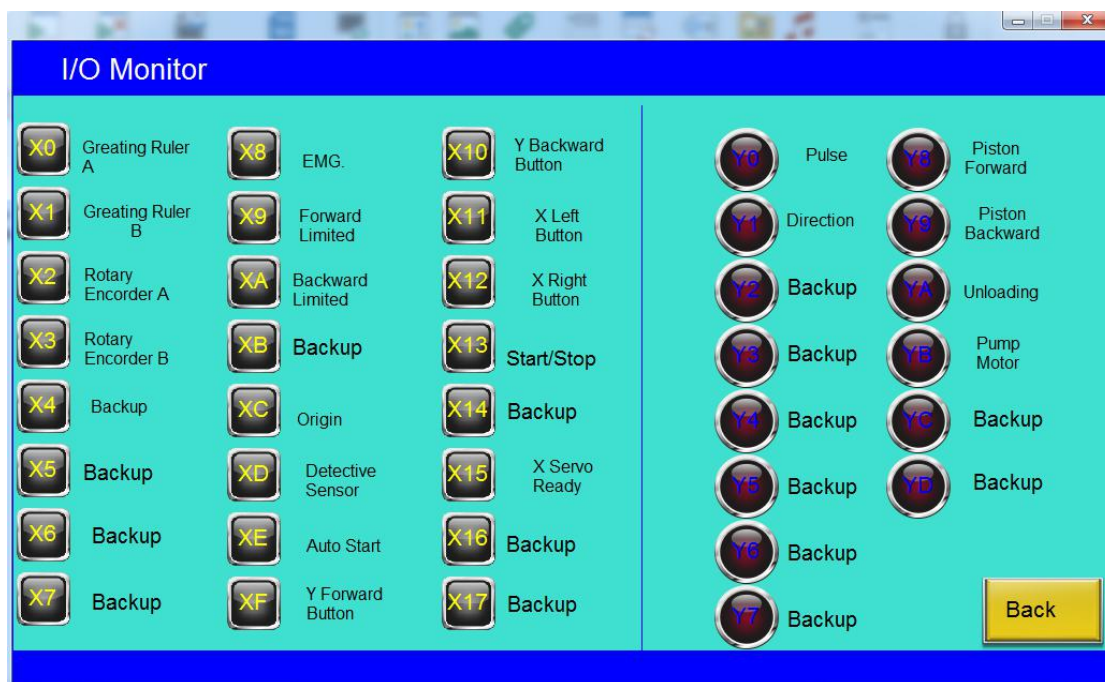 I/O Monitor
X0
Greating Ruler
A
X1
Greating Ruler
B
X2
Rotary
Encorder A
X3
Rotary
Encorder B
X4
Backup
X5
Backup
X6
Backup
X7
Backup
X8
EMG.
X9
Forward
Limited
XA
Backward
Limited
XB
Backup
XC
Origin
XD
Detective
Sensor
XE
Auto Start
XF
Y Forward
Button
X10
Y Backward
Button
X11
X Left
Button
X12
X Right
Button
X13
Start/Stop
X14
Backup
X15
X Servo
Ready
X16
Backup
X17
Backup
Y0
Pulse
Y1
Direction
Y2
Backup
Y3
Backup
Y4
Backup
Y5
Backup
Y6
Backup
Y7
Backup
Y8
Piston
Forward
Y9
Piston
Backward
YA
Unloading
YB
Pump
Motor
YC
Backup
YD
Backup
Back